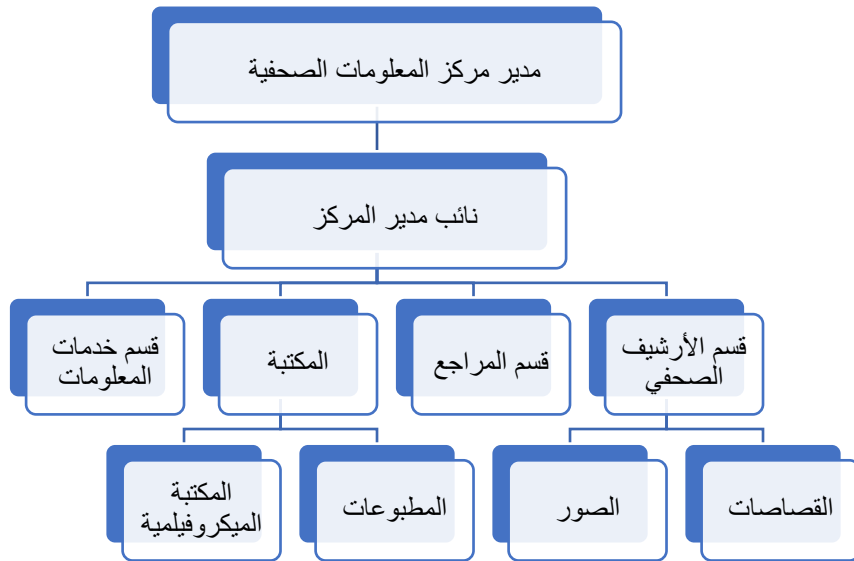 مدير مركز المعلومات الصحفية
نائب مدير المركز
قسم الأرشيف
الصحفي
قسم المراجع
المكتبة
قسم خدمات
المعلومات
القصاصات
الصور
المطبوعات
المكتبة
الميكروفيلمية